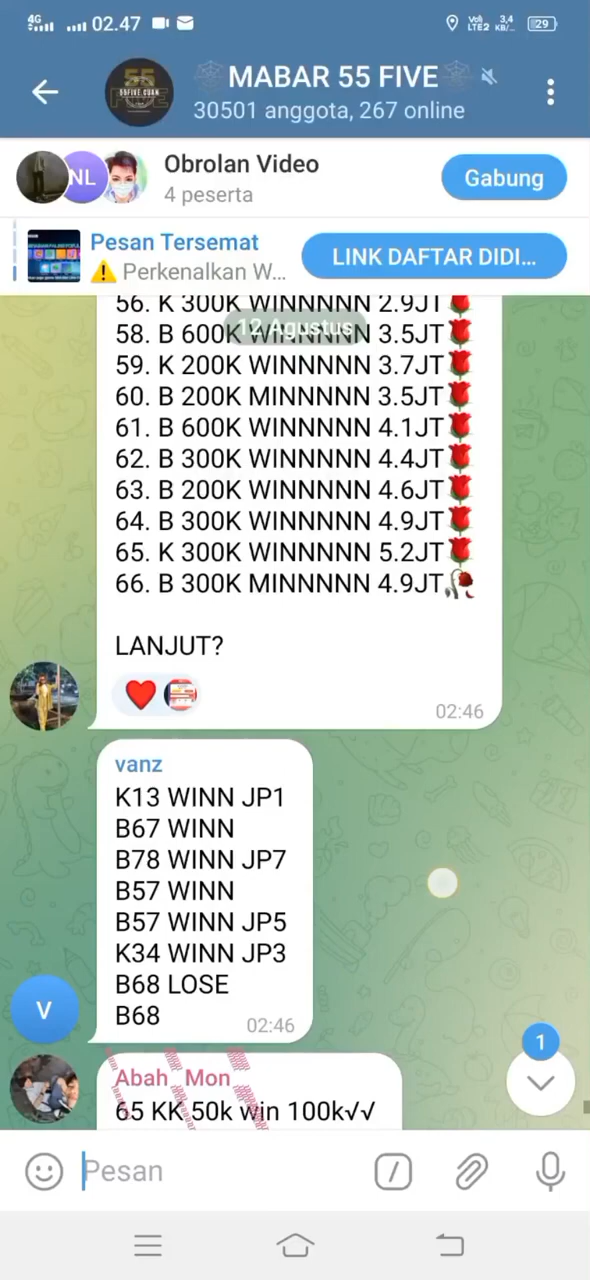 4G
02.47
Voli LTE2
3,4 KB/...
29
MABAR 55 FIVE
30501 anggota, 267 online
55
55FIVE.CUAN
FIVE
NL
Obrolan Video
4 peserta
Gabung
Pesan Tersemat
Perkenalkan W...
LINK DAFTAR DIDI...
56. K 300K WINNNNN 2.9JT
12 Agustus
58. B 600K WINNNNN 3.5JT
59. K 200K WINNNNN 3.7JT
60. B 200K MINNNNN 3.5JT
61. B 600K WINNNNN 4.1JT
62. B 300K WINNNNN 4.4JT
63. B 200K WINNNNN 4.6JT
64. B 300K WINNNNN 4.9JT
65. K 300K WINNNNN 5.2JT
66. B 300K MINNNNN 4.9JT
LANJUT?
02:46
vanz
K13 WINN JP1
B67 WINN
B78 WINN JP7
B57 WINN
B57 WINN JP5
K34 WINN JP3
B68 LOSE
B68
02:46
V
1
Abah Mon
65 KK 50k win 100k√√
Pesan